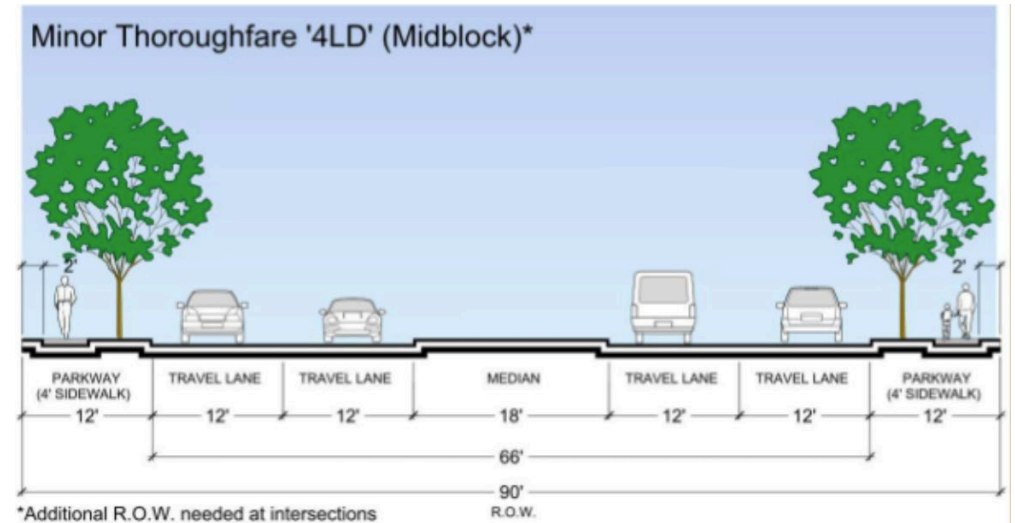 Minor Thoroughfare '4LD' (Midblock)*
2' 2'
PARKWAY TRAVEL LANE TRAVEL LANE MEDIAN TRAVEL LANE TRAVEL LANE PARKWAY
(4' SIDEWALK) (4' SIDEWALK)
12' 12' 12' 18' 12' 12' 12'
66'
90'
*Additional R.O.W. needed at intersections R.O.W.